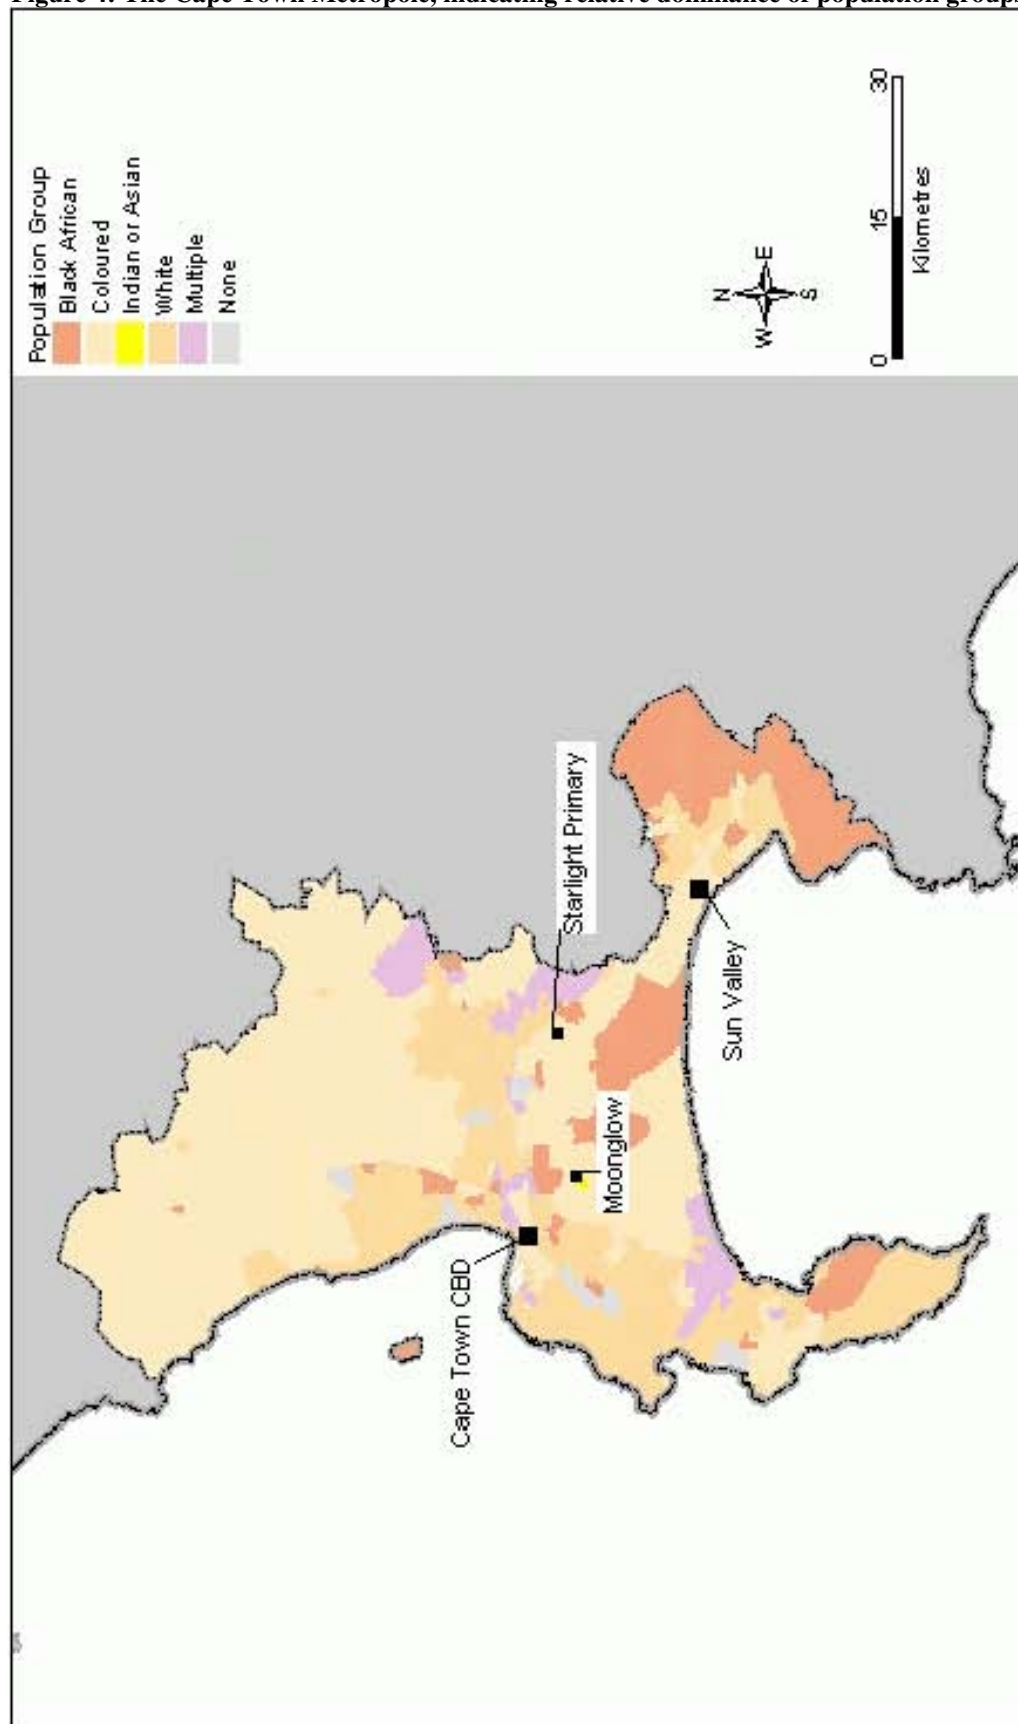 Figure 4: The Cape Town Metropole, indicating relative dominance of population groups
Population Group
Black African
Coloured
Indian or Asian
White
Multiple
None
N
W
E
S
0
15
30
Kilometres
Starlight Primary
Moonglow
Sun Valley
Cape Town CBD